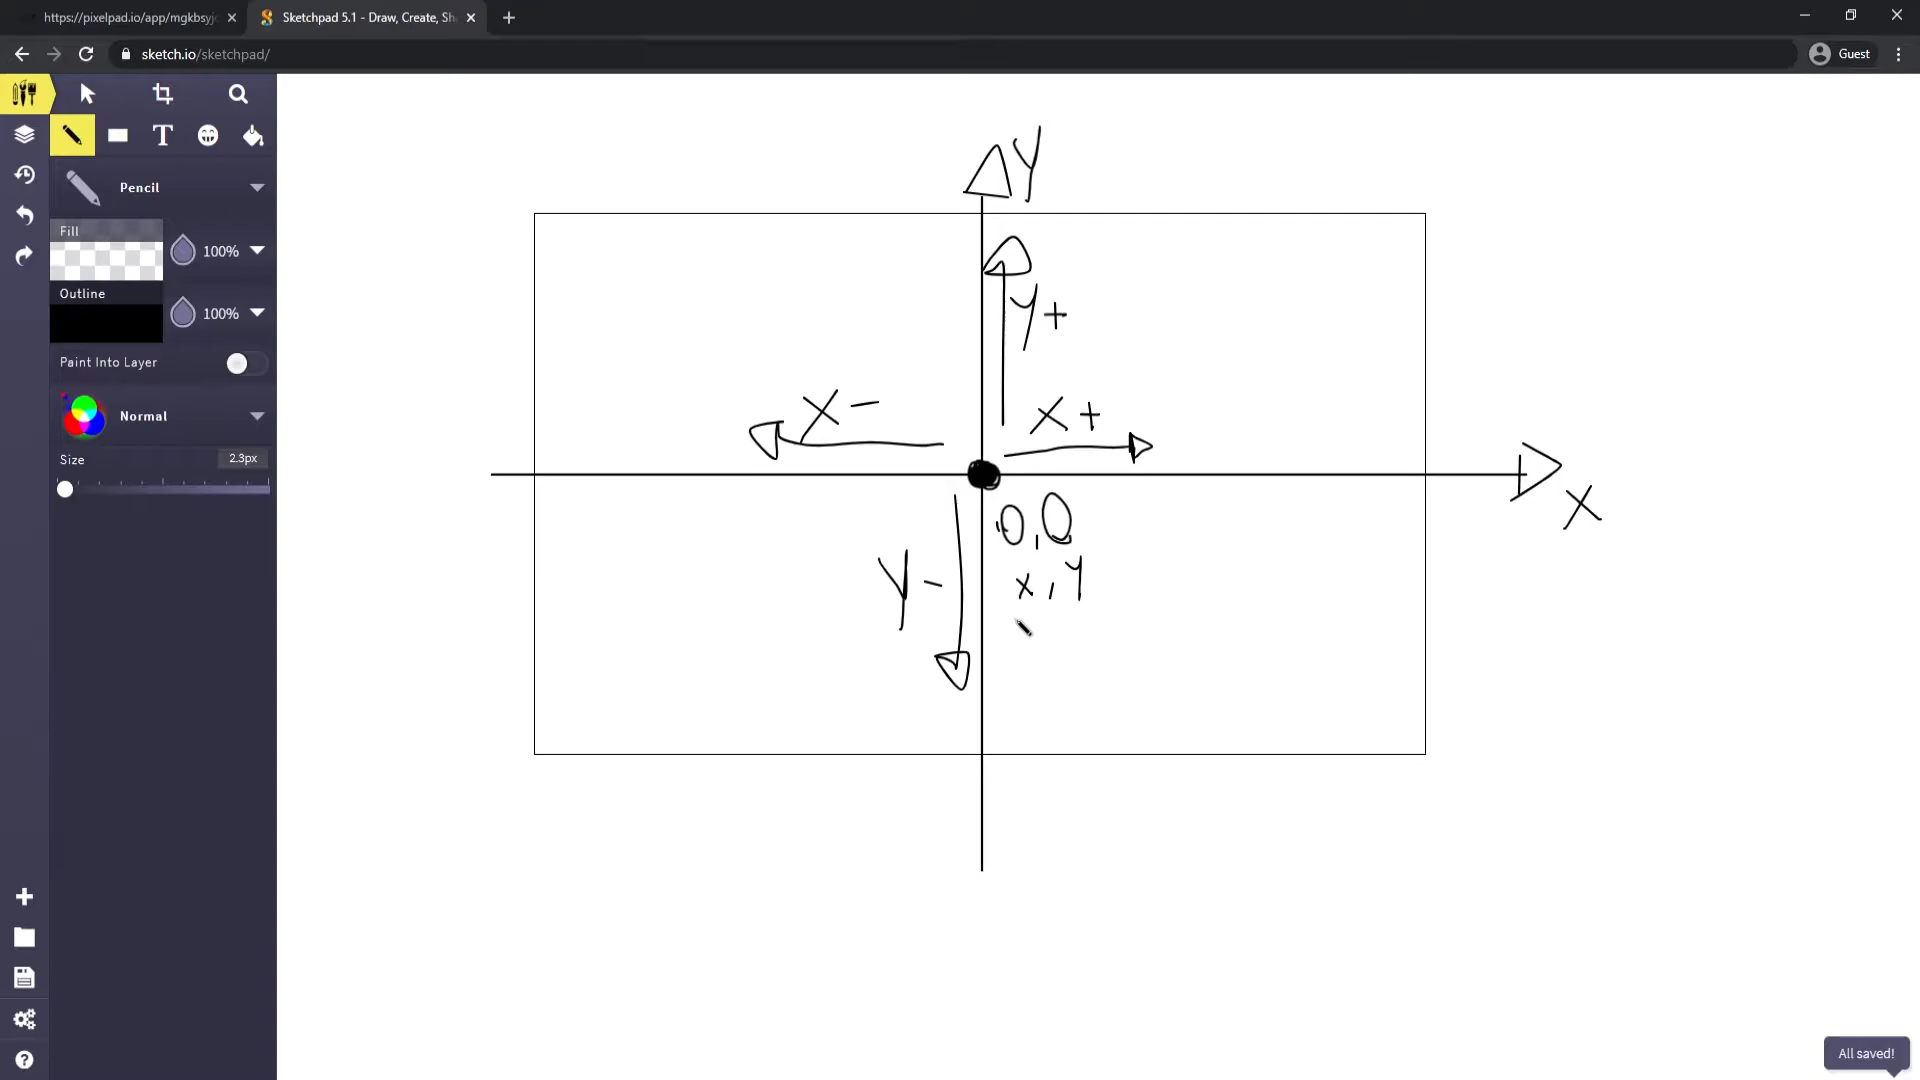 https://pixelpad.io/app/mgkbsyj
Sketchpad 5.1 - Draw, Create, Sh
sketch.io/sketchpad/
Guest
T
Pencil
Fill
100%
Outline
100%
Paint Into Layer
Normal
Size
2.3px
Y
Y+
X-
X+
X
0,0
Y-
x,y
All saved!